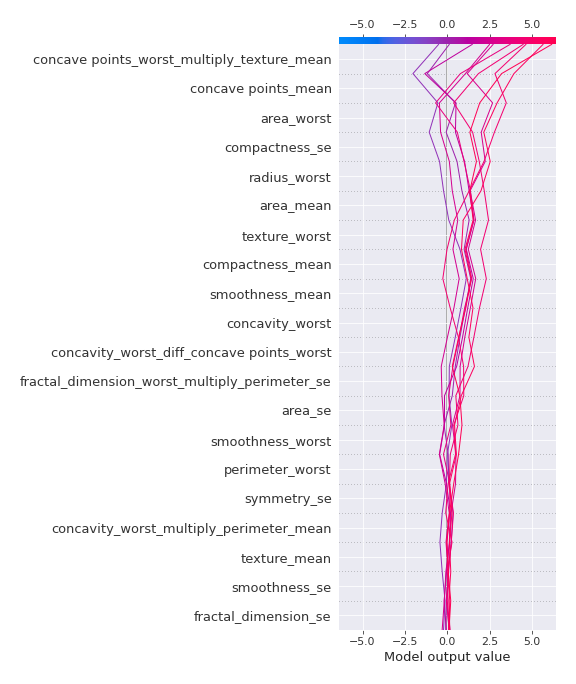 −5.0 −2.5 0.0 2.5 5.0
concave points_worst_multiply_texture_mean
concave points_mean
area_worst
compactness_se
radius_worst
area_mean
texture_worst
compactness_mean
smoothness_mean
concavity_worst
concavity_worst_diff_concave points_worst
fractal_dimension_worst_multiply_perimeter_se
area_se
smoothness_worst
perimeter_worst
symmetry_se
concavity_worst_multiply_perimeter_mean
texture_mean
smoothness_se
fractal_dimension_se
−5.0 −2.5 0.0 2.5 5.0
Model output value